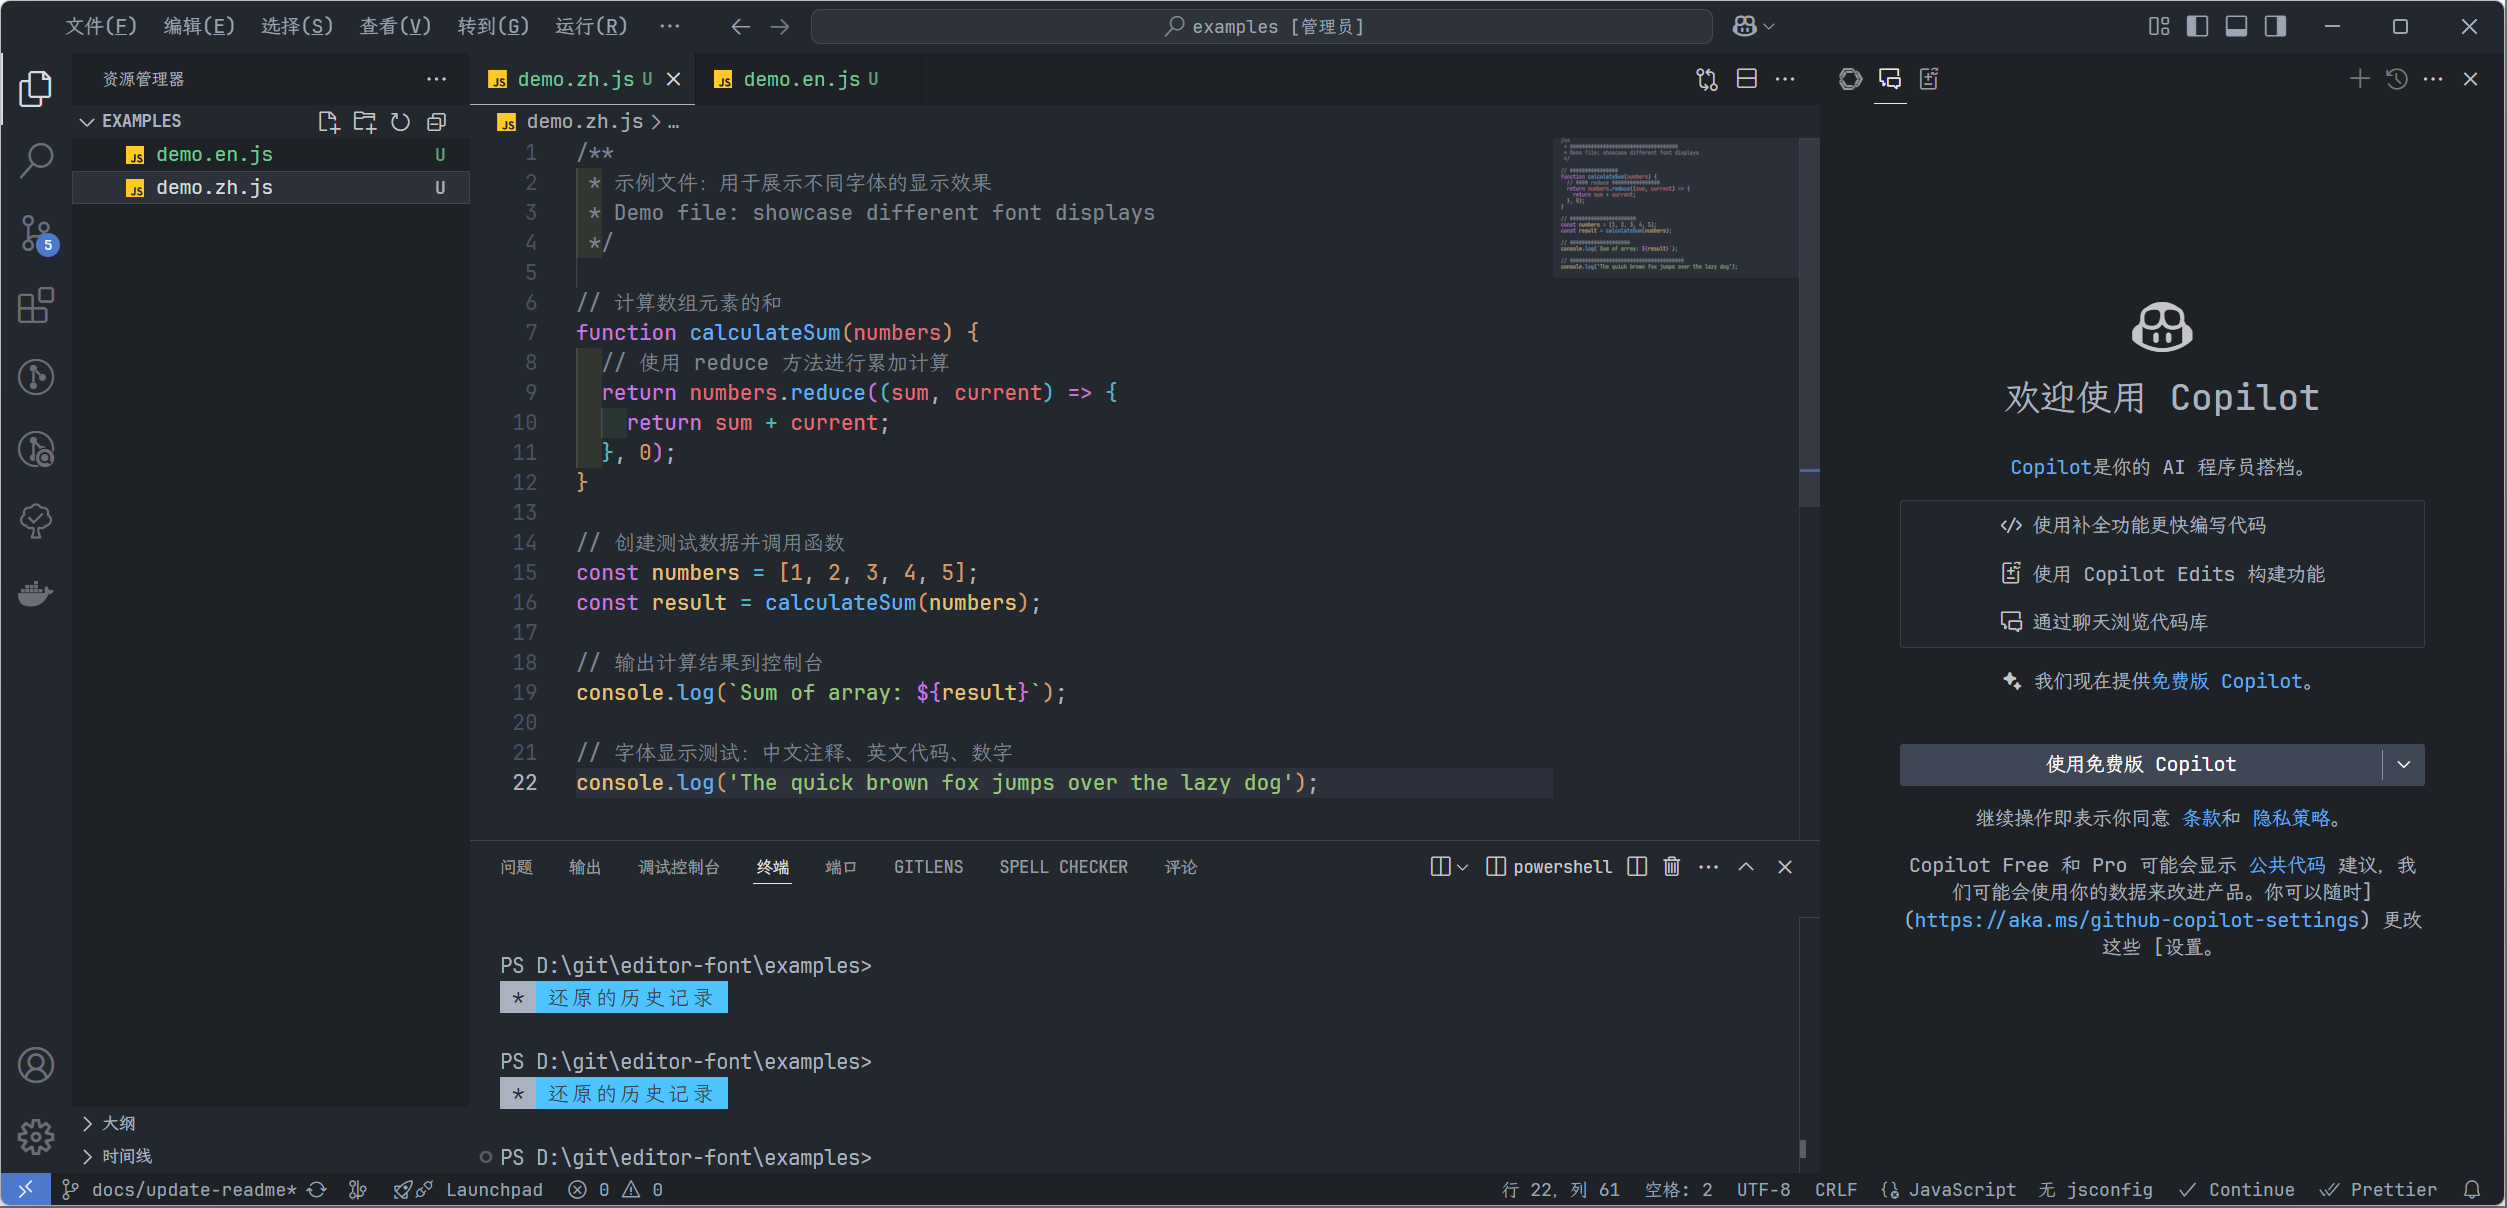 文件(F) 编辑(E) 选择(S) 查看(V) 转到(G) 运行(R) ··· examples [管理员]
资源管理器
EXAMPLES
demo.en.js U
demo.zh.js U
5
大纲
时间线
demo.zh.js U demo.en.js U
demo.zh.js > ...
1 /**
2 * 示例文件: 用于展示不同字体的显示效果
3 * Demo file: showcase different font displays
4 */
5
6 // 计算数组元素的和
7 function calculateSum(numbers) {
8 // 使用 reduce 方法进行累加计算
9 return numbers.reduce((sum, current) => {
10 return sum + current;
11 }, 0);
12 }
13
14 // 创建测试数据并调用函数
15 const numbers = [1, 2, 3, 4, 5];
16 const result = calculateSum(numbers);
17
18 // 输出计算结果到控制台
19 console.log(`Sum of array: ${result}`);
20
21 // 字体显示测试: 中文注释、英文代码、数字
22 console.log('The quick brown fox jumps over the lazy dog');
问题 输出 调试控制台 终端 端口 GITLENS SPELL CHECKER 评论 powershell
PS D:\git\editor-font\examples>
* 还原的历史记录
PS D:\git\editor-font\examples>
* 还原的历史记录
PS D:\git\editor-font\examples>
欢迎使用 Copilot
Copilot是你的 AI 程序员搭档。
使用补全功能更快编写代码
使用 Copilot Edits 构建功能
通过聊天浏览代码库
我们现在提供免费版 Copilot。
使用免费版 Copilot
继续操作即表示你同意 条款和 隐私策略。
Copilot Free 和 Pro 可能会显示 公共代码 建议, 我
们可能会使用你的数据来改进产品。你可以随时]
(https://aka.ms/github-copilot-settings) 更改
这些 [设置。
docs/update-readme* Launchpad 0 0 行 22, 列 61 空格: 2 UTF-8 CRLF JavaScript 无 jsconfig Continue Prettier